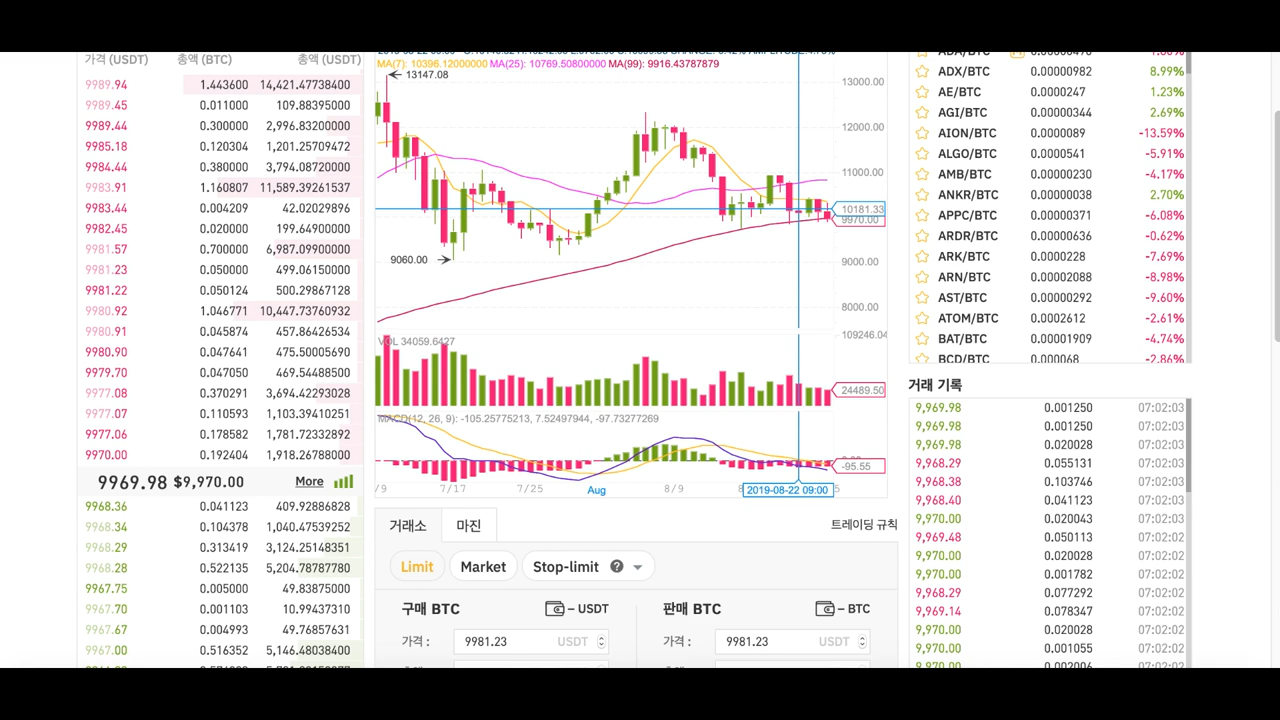 가격 (USDT) 총액 (BTC) 총액 (USDT)
9989.94 1.443600 14,421.47738400
9989.45 0.011000 109.88395000
9989.44 0.300000 2,996.83200000
9985.18 0.120304 1,201.25709472
9984.44 0.380000 3,794.08720000
9983.91 1.160807 11,589.39261537
9983.44 0.004209 42.02029896
9982.45 0.020000 199.64900000
9981.57 0.700000 6,987.09900000
9981.23 0.050000 499.06150000
9981.22 0.050124 500.29867128
9980.92 1.046771 10,447.73760932
9980.91 0.045874 457.86426534
9980.90 0.047641 475.50005690
9979.70 0.047050 469.54488500
9977.08 0.370291 3,694.42293028
9977.07 0.110593 1,103.39410251
9977.06 0.178582 1,781.72332892
9970.00 0.192404 1,918.26788000
9969.98 $9,970.00 More
9968.36 0.041123 409.92886828
9968.34 0.104378 1,040.47539252
9968.29 0.313419 3,124.25148351
9968.28 0.522135 5,204.78787780
9967.75 0.005000 49.83875000
9967.70 0.001103 10.99437310
9967.67 0.004993 49.76857631
9967.00 0.516352 5,146.48038400
MA(7): 10396.12000000 MA(25): 10769.50800000 MA(99): 9916.43787879
13147.08
9060.00
13000.00
12000.00
11000.00
10181.33
9970.00
9000.00
8000.00
VOL 34059.6427
109246.04
24489.50
MACD(12, 26, 9): -105.25775213, 7.52497944, -97.73277269
-95.55
/9 7/17 7/25 Aug 8/9 2019-08-22 09:00
거래소 마진 트레이딩 규칙
Limit Market Stop-limit ?
구매 BTC – USDT 판매 BTC – BTC
가격 : 9981.23 USDT 가격 : 9981.23 USDT
ADX/BTC 0.00000982 8.99%
AE/BTC 0.0000247 1.23%
AGI/BTC 0.00000344 2.69%
AION/BTC 0.0000089 -13.59%
ALGO/BTC 0.0000541 -5.91%
AMB/BTC 0.00000230 -4.17%
ANKR/BTC 0.00000038 2.70%
APPC/BTC 0.00000371 -6.08%
ARDR/BTC 0.00000636 -0.62%
ARK/BTC 0.0000228 -7.69%
ARN/BTC 0.00002088 -8.98%
AST/BTC 0.00000292 -9.60%
ATOM/BTC 0.0002612 -2.61%
BAT/BTC 0.00001909 -4.74%
BCD/BTC 0.000068 -2.86%
거래 기록
9,969.98 0.001250 07:02:03
9,969.98 0.001250 07:02:03
9,969.98 0.020028 07:02:03
9,968.29 0.055131 07:02:03
9,968.38 0.103746 07:02:03
9,968.40 0.041123 07:02:03
9,970.00 0.020043 07:02:03
9,969.48 0.050113 07:02:03
9,970.00 0.020028 07:02:02
9,970.00 0.001782 07:02:02
9,968.29 0.077292 07:02:02
9,969.14 0.078347 07:02:02
9,970.00 0.020028 07:02:02
9,970.00 0.001055 07:02:02
9,970.00 0.002006 07:02:02